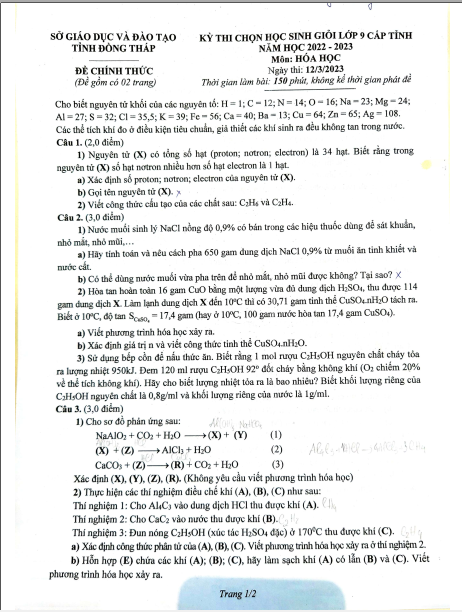 SỞ GIÁO DỤC VÀ ĐÀO TẠO
TỈNH ĐỒNG THÁP
ĐỀ CHÍNH THỨC
(Đề gồm có 02 trang)
KỲ THI CHỌN HỌC SINH GIỎI LỚP 9 CẤP TỈNH
NĂM HỌC 2022 - 2023
Môn: HÓA HỌC
Ngày thi: 12/3/2023
Thời gian làm bài: 150 phút, không kể thời gian phát đề
Cho biết nguyên tử khối của các nguyên tố: H = 1; C = 12; N = 14; O = 16; Na = 23; Mg = 24;
Al = 27; S = 32; Cl = 35,5; K = 39; Fe = 56; Ca = 40; Ba = 13; Cu = 64; Zn = 65; Ag = 108.
Các thể tích khí đo ở điều kiện tiêu chuẩn, giả thiết các khí sinh ra đều không tan trong nước.
Câu 1. (2,0 điểm)
1) Nguyên tử (X) có tổng số hạt (proton; nơtron; electron) là 34 hạt. Biết rằng trong
nguyên tử (X) số hạt nơtron nhiều hơn số hạt electron là 1 hạt.
a) Xác định số proton; nơtron; electron của nguyên tử (X).
b) Gọi tên nguyên tử (X).
2) Viết công thức cấu tạo của các chất sau: C₂H₆ và C₂H₄.
Câu 2. (3,0 điểm)
1) Nước muối sinh lý NaCl nồng độ 0,9% có bán trong các hiệu thuốc dùng để sát khuẩn,
nhỏ mắt, nhỏ mũi,...
a) Hãy tính toán và nêu cách pha 650 gam dung dịch NaCl 0,9% từ muối ăn tinh khiết và
nước cất.
b) Có thể dùng nước muối vừa pha trên để nhỏ mắt, nhỏ mũi được không? Tại sao? X
2) Hòa tan hoàn toàn 16 gam CuO bằng một lượng vừa đủ dung dịch H₂SO₄, thu được 114
gam dung dịch X. Làm lạnh dung dịch X đến 10⁰C thì có 30,71 gam tinh thể CuSO₄.nH₂O tách ra.
Biết ở 10⁰C, độ tan S CuSO₄ = 17,4 gam (hay ở 10⁰C, 100 gam nước hòa tan 17,4 gam CuSO₄).
a) Viết phương trình hóa học xảy ra.
b) Xác định giá trị n và viết công thức tinh thể CuSO₄.nH₂O.
3) Sử dụng bếp cồn để nấu thức ăn. Biết rằng 1 mol rượu C₂H₅OH nguyên chất cháy tỏa
ra lượng nhiệt 950kJ. Đem 120 ml rượu C₂H₅OH 92⁰ đốt cháy bằng không khí (O₂ chiếm 20%
về thể tích không khí). Hãy cho biết lượng nhiệt tỏa ra là bao nhiêu? Biết khối lượng riêng của
C₂H₅OH nguyên chất là 0,8g/ml và khối lượng riêng của nước là 1g/ml.
Câu 3. (3,0 điểm)
1) Cho sơ đồ phản ứng sau:
NaAlO₂ + CO₂ + H₂O ⟶ (X) + (Y) (1)
(X) + (Z) ⟶ AlCl₃ + H₂O (2)
CaCO₃ + (Z) ⟶ (R) + CO₂ + H₂O (3)
Xác định (X), (Y), (Z), (R). (Không yêu cầu viết phương trình hóa học)
2) Thực hiện các thí nghiệm điều chế khí (A), (B), (C) như sau:
Thí nghiệm 1: Cho Al₄C₃ vào dung dịch HCl thu được khí (A).
Thí nghiệm 2: Cho CaC₂ vào nước thu được khí (B).
Thí nghiệm 3: Đun nóng C₂H₅OH (xúc tác H₂SO₄ đặc) ở 170⁰C thu được khí (C).
a) Xác định công thức phân tử của (A), (B), (C). Viết phương trình hóa học xảy ra ở thí nghiệm 2.
b) Hỗn hợp (E) chứa các khí (A); (B); (C), hãy làm sạch khí (A) có lẫn (B) và (C). Viết
phương trình hóa học xảy ra.
Trang 1/2